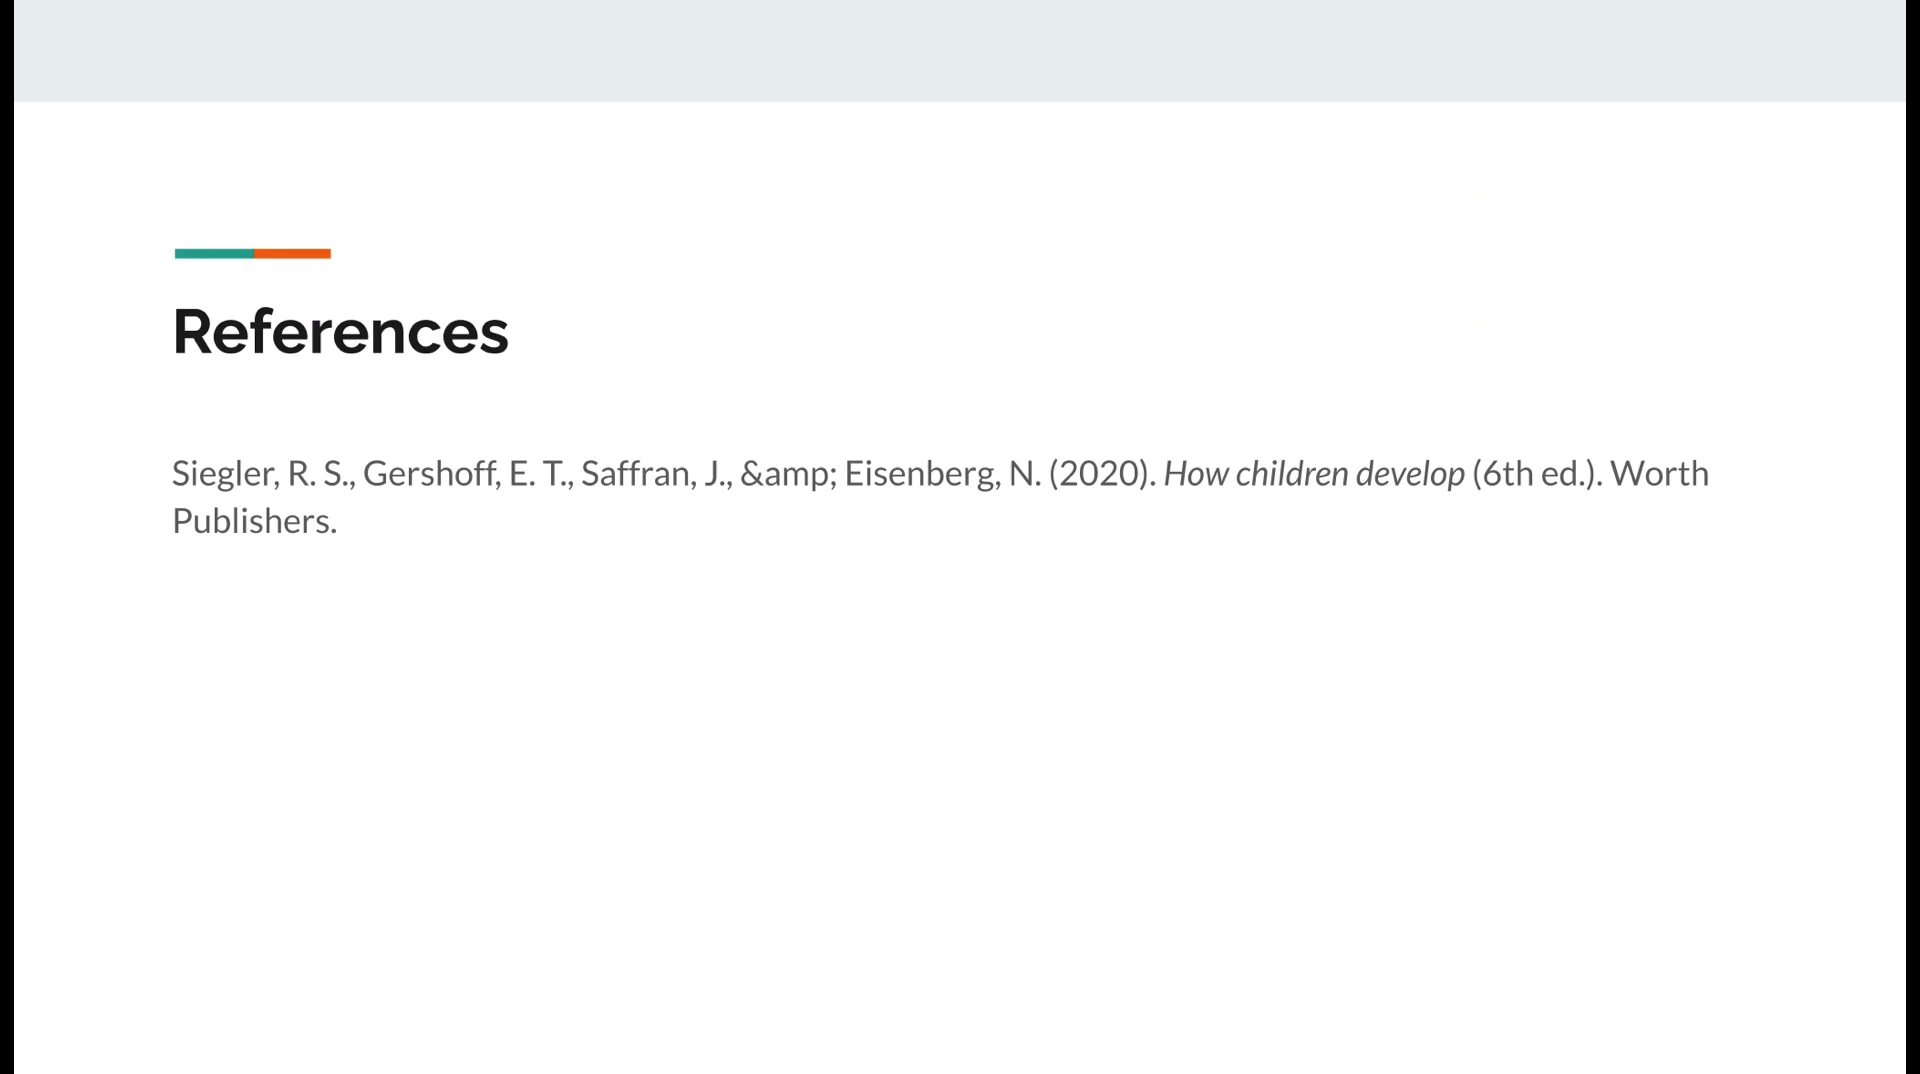 References
Siegler, R. S., Gershoff, E. T., Saffran, J., &amp; Eisenberg, N. (2020). How children develop (6th ed.). Worth
Publishers.